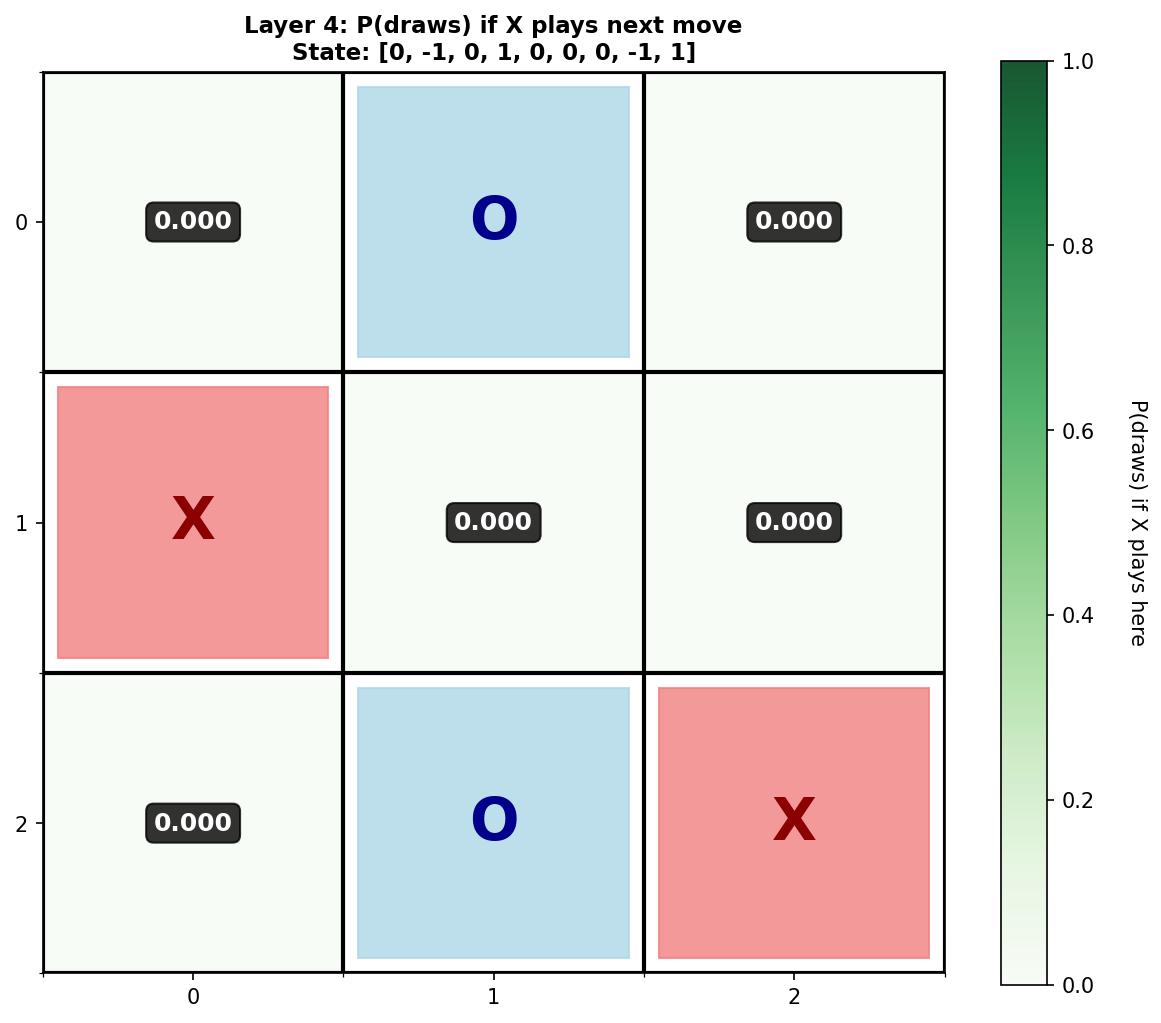 Layer 4: P(draws) if X plays next move
State: [0, -1, 0, 1, 0, 0, 0, -1, 1]
0.000
O
0.000
X
0.000
0.000
0.000
O
X
0
1
2
0
1
2
1.0
0.8
0.6
0.4
0.2
0.0
P(draws) if X plays here